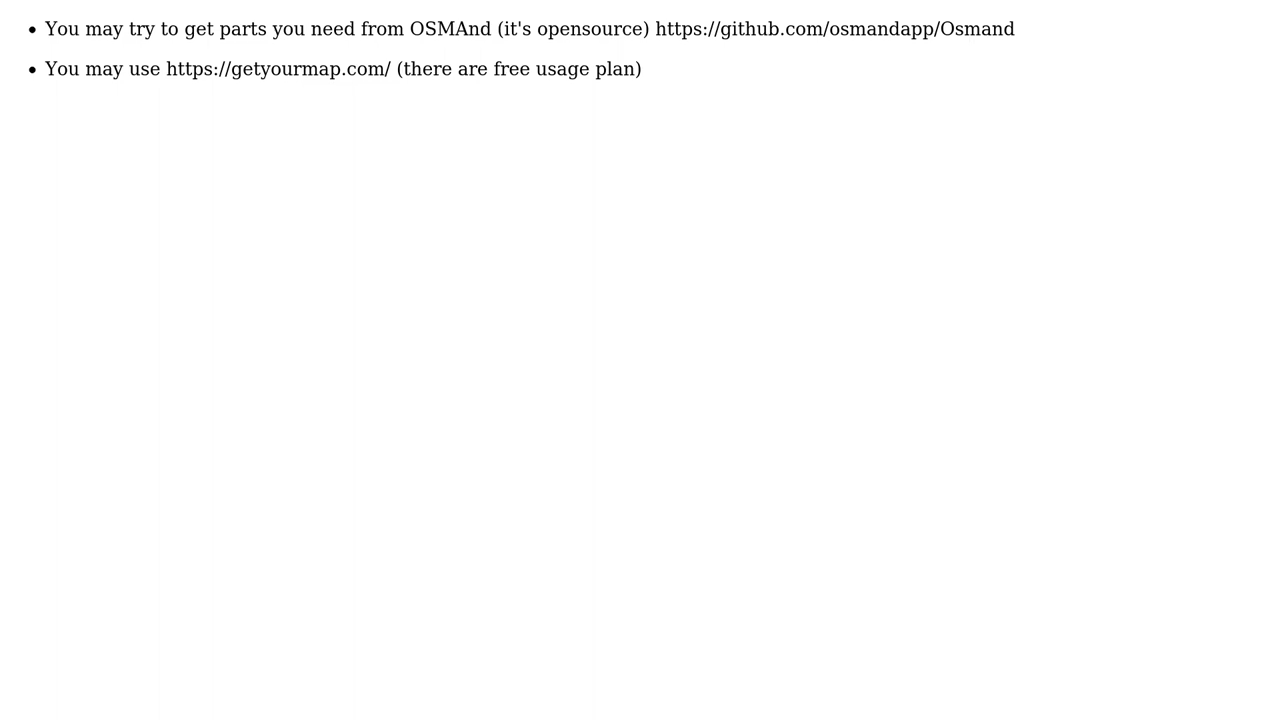 • You may try to get parts you need from OSMAnd (it's opensource) https://github.com/osmandapp/Osmand
• You may use https://getyourmap.com/ (there are free usage plan)